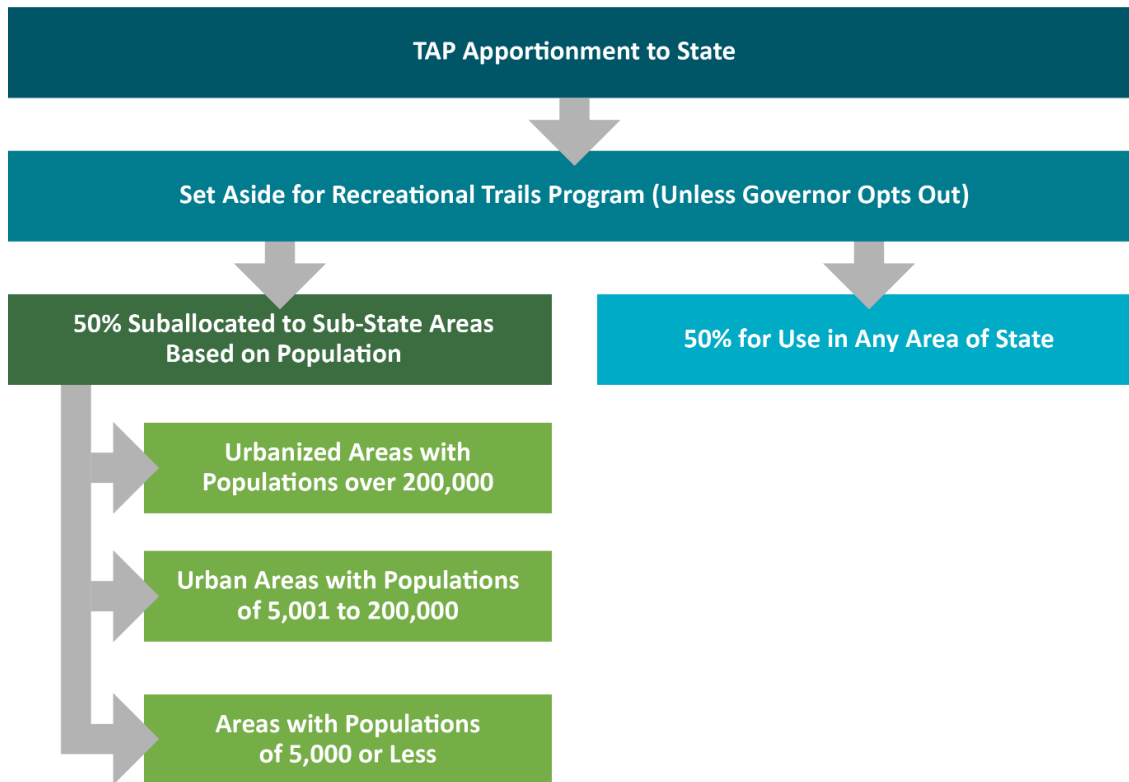 TAP Apportionment to State
Set Aside for Recreational Trails Program (Unless Governor Opts Out)
50% Suballocated to Sub-State Areas
Based on Population
50% for Use in Any Area of State
Urbanized Areas with
Populations over 200,000
Urban Areas with Populations
of 5,001 to 200,000
Areas with Populations
of 5,000 or Less